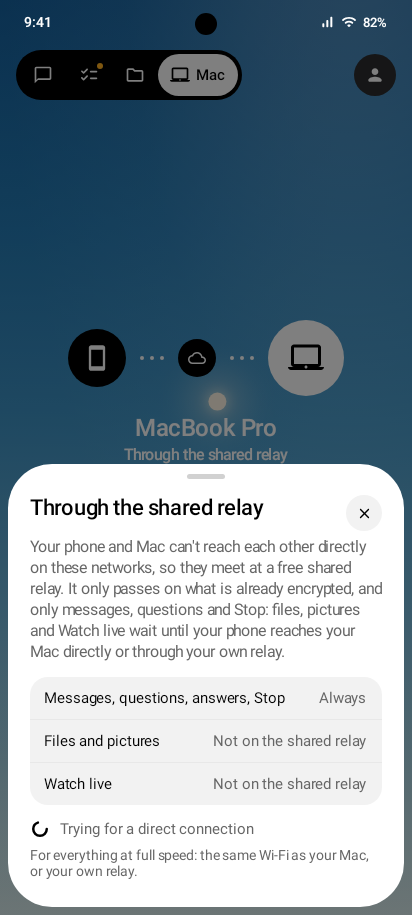 9:41
82%
Mac
MacBook Pro
Through the shared relay
Through the shared relay
Your phone and Mac can't reach each other directly
on these networks, so they meet at a free shared
relay. It only passes on what is already encrypted, and
only messages, questions and Stop: files, pictures
and Watch live wait until your phone reaches your
Mac directly or through your own relay.
Messages, questions, answers, Stop Always
Files and pictures Not on the shared relay
Watch live Not on the shared relay
Trying for a direct connection
For everything at full speed: the same Wi-Fi as your Mac,
or your own relay.